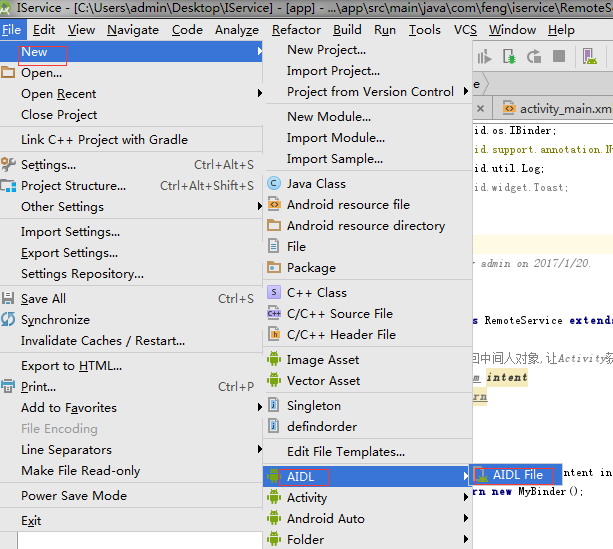 IService - [C:\Users\admin\Desktop\IService] - [app] - ...\app\src\main\java\com\feng\iservice\RemoteSe
File Edit View Navigate Code Analyze Refactor Build Run Tools VCS Window Help
New
Open...
Open Recent
Close Project
Link C++ Project with Gradle
Settings... Ctrl+Alt+S
Project Structure... Ctrl+Alt+Shift+S
Other Settings
Import Settings...
Export Settings...
Settings Repository...
Save All Ctrl+S
Synchronize
Invalidate Caches / Restart...
Export to HTML...
Print... Ctrl+P
Add to Favorites
File Encoding
Line Separators
Make File Read-only
Power Save Mode
Exit
New Project...
Import Project...
Project from Version Control
New Module...
Import Module...
Import Sample...
Java Class
Android resource file
Android resource directory
File
Package
C++ Class
C/C++ Source File
C/C++ Header File
Image Asset
Vector Asset
Singleton
defindorder
Edit File Templates...
AIDL
Activity
Android Auto
Folder
AIDL File
activity_main.xm
id.os.IBinder;
id.support.annotation.N
id.util.Log;
id.widget.Toast;
admin on 2017/1/20.
s RemoteService extends
回中间人对象,让Activity获
m intent
rn
ntent in
rn new MyBinder();